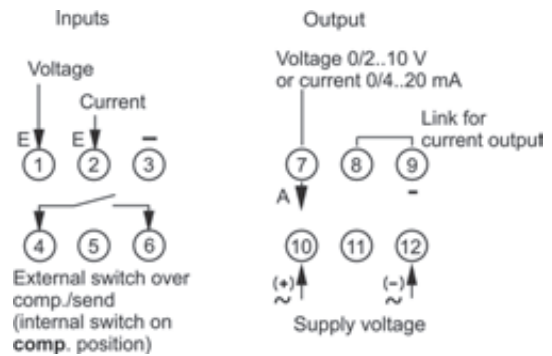 Inputs
Output
Voltage
Current
E
E
–
1
2
3
4
5
6
External switch over
comp./send
(internal switch on
comp. position)
Voltage 0/2..10 V
or current 0/4..20 mA
Link for
current output
7
8
9
A
-
10
11
12
(+)
~
(-)
~
Supply voltage